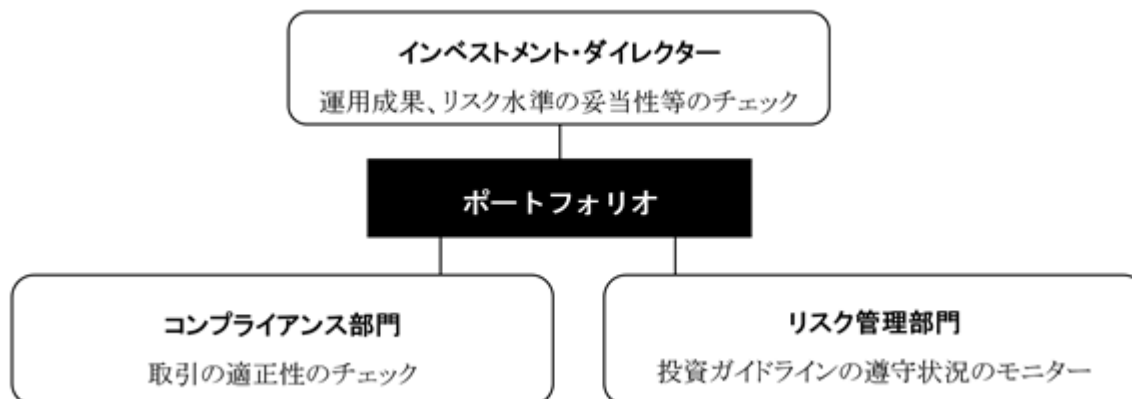 インベストメント・ダイレクター
運用成果、リスク水準の妥当性等のチェック
ポートフォリオ
コンプライアンス部門
取引の適正性のチェック
リスク管理部門
投資ガイドラインの遵守状況のモニター